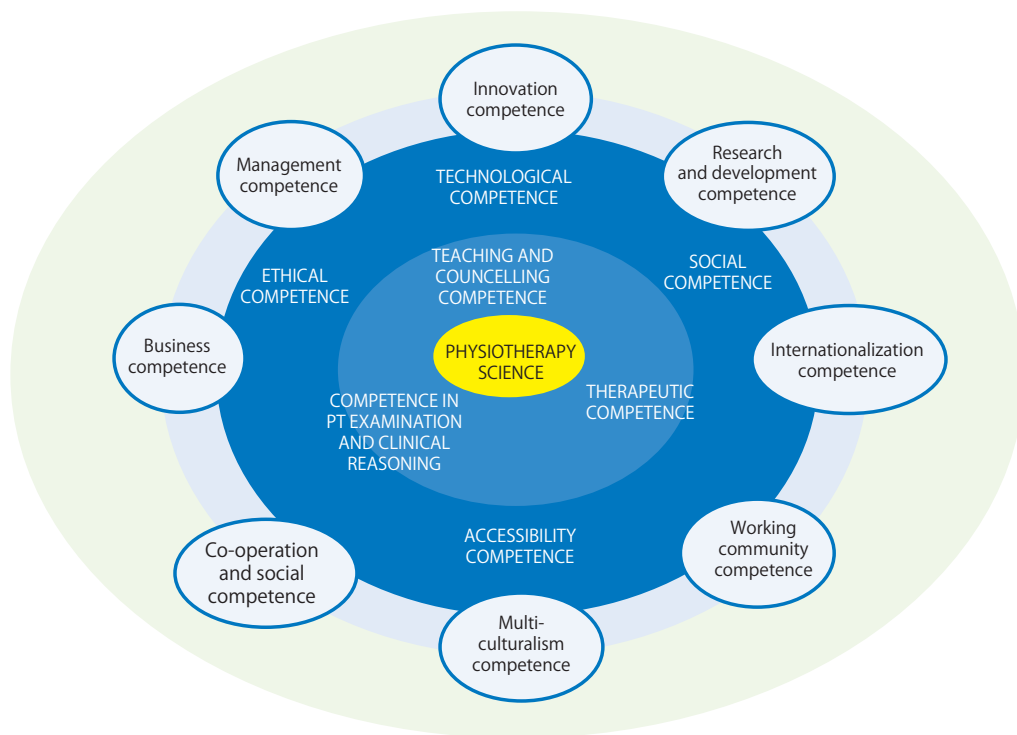 Innovation
competence
Management
competence
Research
and development
competence
TECHNOLOGICAL
COMPETENCE
ETHICAL
COMPETENCE
TEACHING AND
COUNCELLING
COMPETENCE
SOCIAL
COMPETENCE
Business
competence
PHYSIOTHERAPY
SCIENCE
Internationalization
competence
COMPETENCE IN
PT EXAMINATION
AND CLINICAL
REASONING
THERAPEUTIC
COMPETENCE
Co-operation
and social
competence
ACCESSIBILITY
COMPETENCE
Working
community
competence
Multi-
culturalism
competence